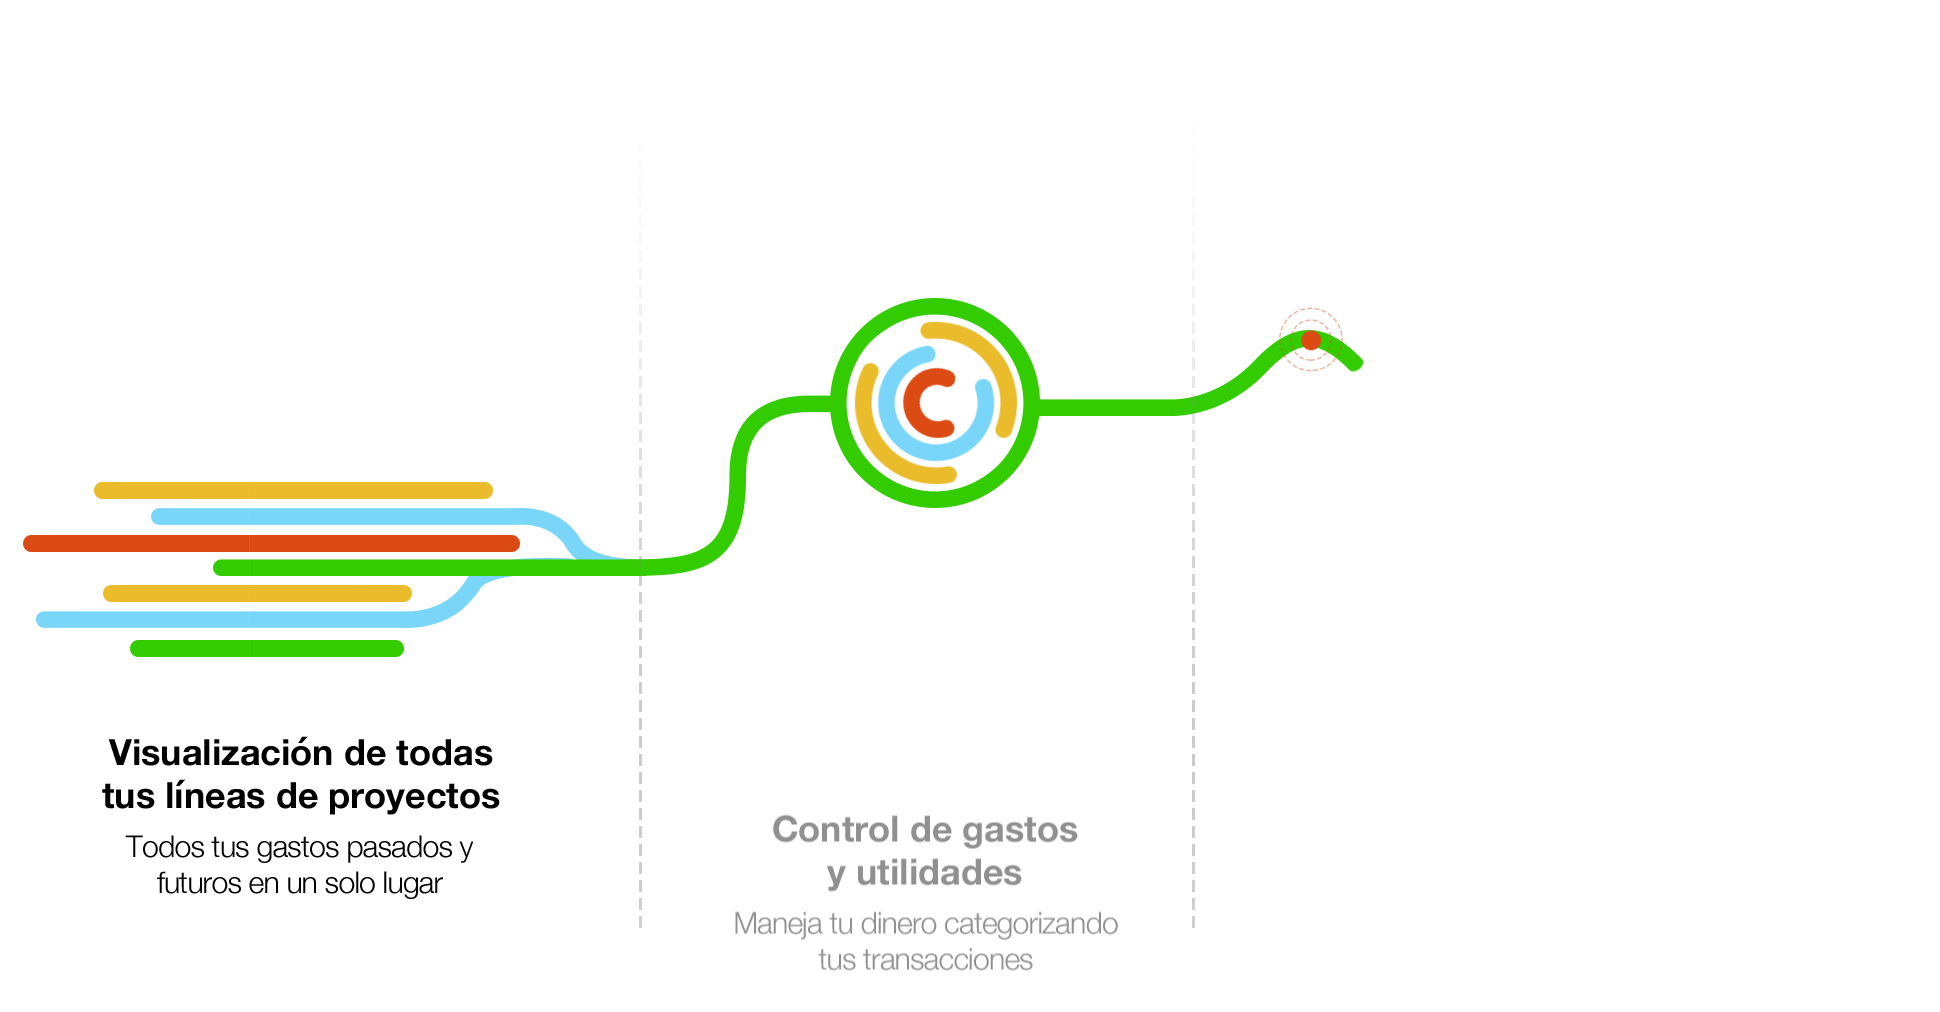 Visualización de todas
tus líneas de proyectos
Todos tus gastos pasados y
futuros en un solo lugar
Control de gastos
y utilidades
Maneja tu dinero categorizando
tus transacciones